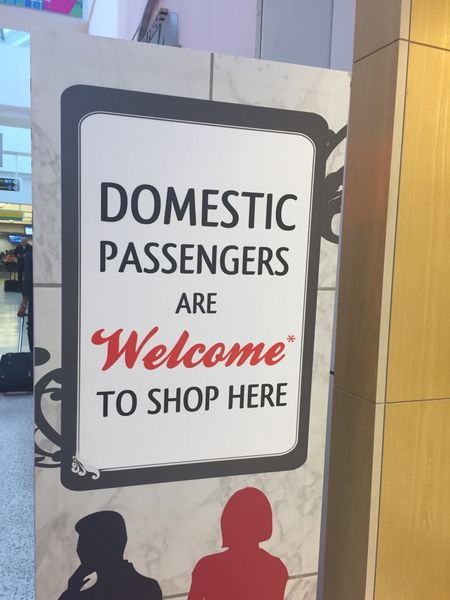 DOMESTIC
PASSENGERS
ARE
Welcome*
TO SHOP HERE